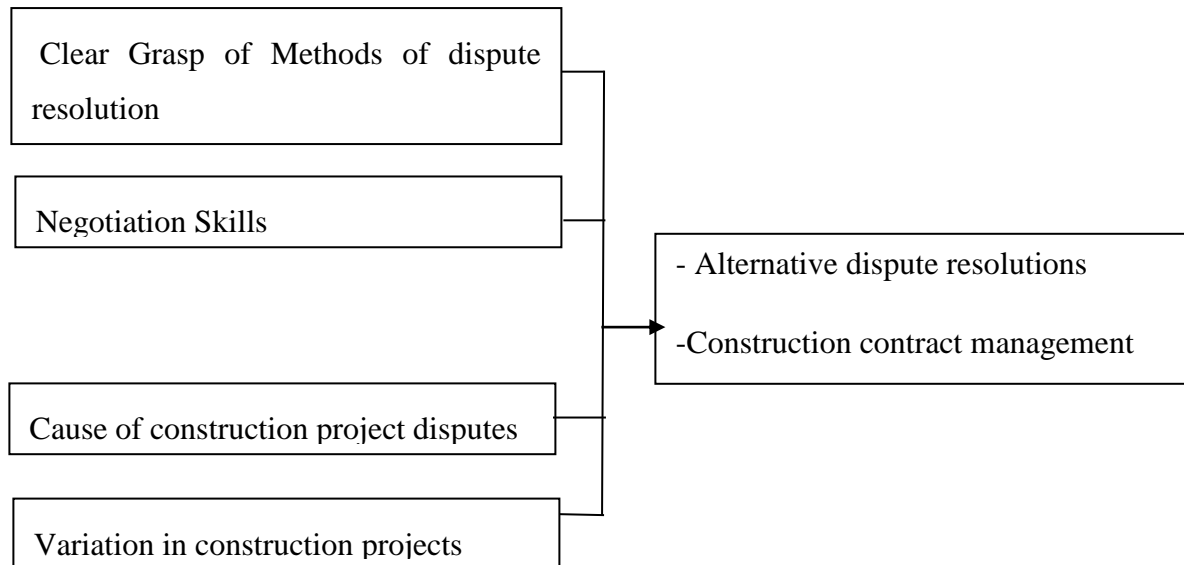 Clear Grasp of Methods of dispute
resolution
Negotiation Skills
- Alternative dispute resolutions
-Construction contract management
Cause of construction project disputes
Variation in construction projects